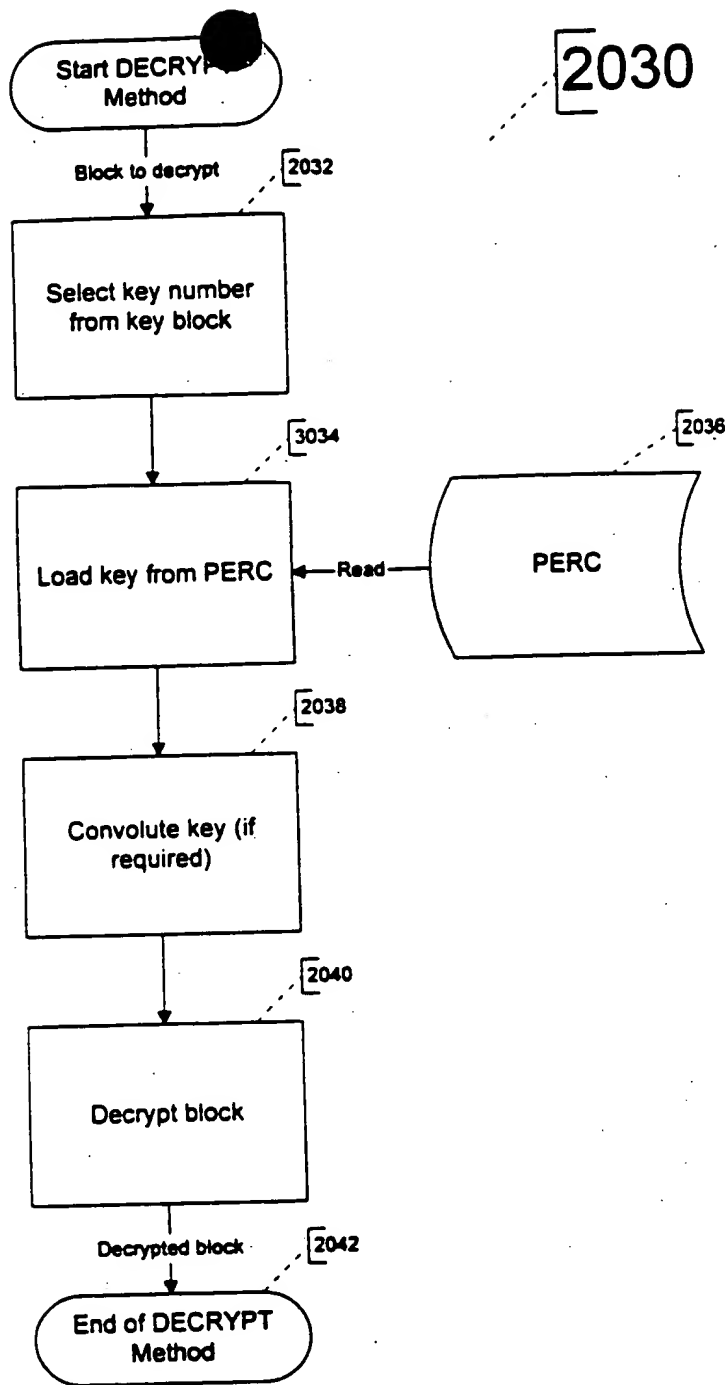 Start DECRYPT
Method
2030
Block to decrypt
2032
Select key number
from key block
3034
2036
Load key from PERC
Read
PERC
2038
Convolute key (if
required)
2040
Decrypt block
Decrypted block
2042
End of DECRYPT
Method